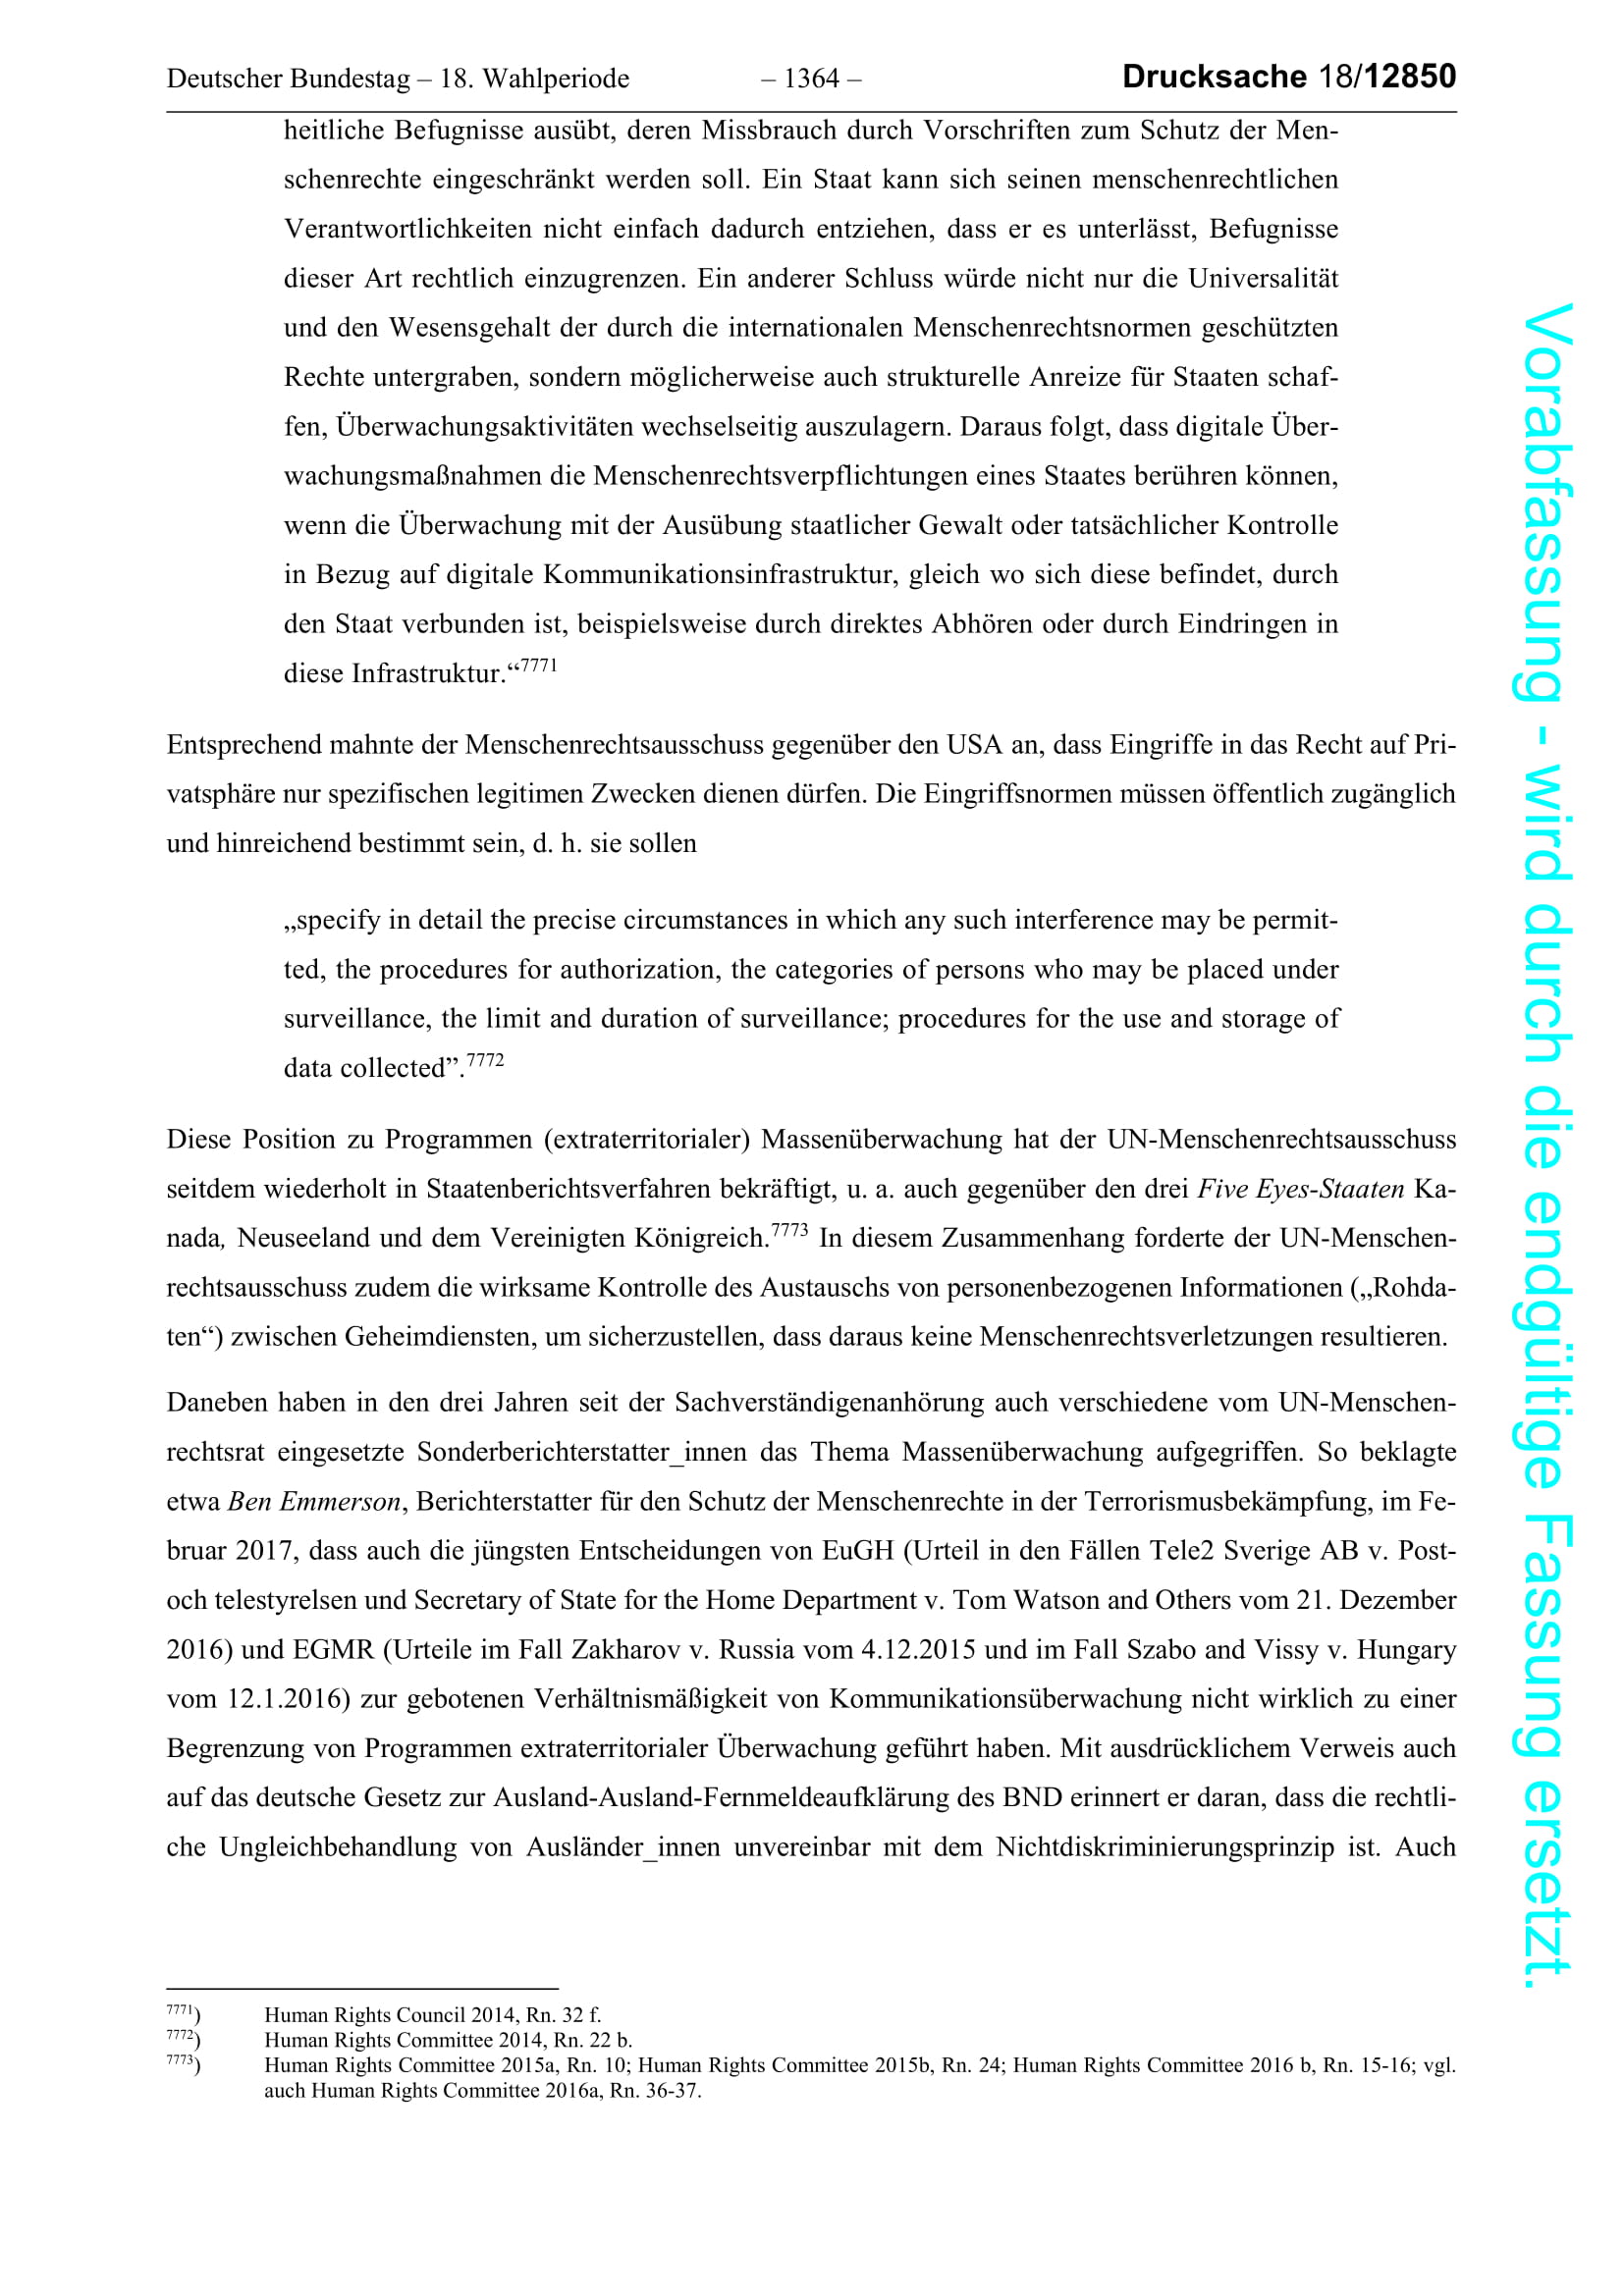 Deutscher Bundestag – 18. Wahlperiode – 1364 – Drucksache 18/12850
heitliche Befugnisse ausübt, deren Missbrauch durch Vorschriften zum Schutz der Men-
schenrechte eingeschränkt werden soll. Ein Staat kann sich seinen menschenrechtlichen
Verantwortlichkeiten nicht einfach dadurch entziehen, dass er es unterlässt, Befugnisse
dieser Art rechtlich einzugrenzen. Ein anderer Schluss würde nicht nur die Universalität
und den Wesensgehalt der durch die internationalen Menschenrechtsnormen geschützten
Rechte untergraben, sondern möglicherweise auch strukturelle Anreize für Staaten schaf-
fen, Überwachungsaktivitäten wechselseitig auszulagern. Daraus folgt, dass digitale Über-
wachungsmaßnahmen die Menschenrechtsverpflichtungen eines Staates berühren können,
wenn die Überwachung mit der Ausübung staatlicher Gewalt oder tatsächlicher Kontrolle
in Bezug auf digitale Kommunikationsinfrastruktur, gleich wo sich diese befindet, durch
den Staat verbunden ist, beispielsweise durch direktes Abhören oder durch Eindringen in
diese Infrastruktur.“7771
Entsprechend mahnte der Menschenrechtsausschuss gegenüber den USA an, dass Eingriffe in das Recht auf Pri-
vatsphäre nur spezifischen legitimen Zwecken dienen dürfen. Die Eingriffsnormen müssen öffentlich zugänglich
und hinreichend bestimmt sein, d. h. sie sollen
„specify in detail the precise circumstances in which any such interference may be permit-
ted, the procedures for authorization, the categories of persons who may be placed under
surveillance, the limit and duration of surveillance; procedures for the use and storage of
data collected”.7772
Diese Position zu Programmen (extraterritorialer) Massenüberwachung hat der UN-Menschenrechtsausschuss
seitdem wiederholt in Staatenberichtsverfahren bekräftigt, u. a. auch gegenüber den drei Five Eyes-Staaten Ka-
nada, Neuseeland und dem Vereinigten Königreich.7773 In diesem Zusammenhang forderte der UN-Menschen-
rechtsausschuss zudem die wirksame Kontrolle des Austauschs von personenbezogenen Informationen („Rohda-
ten“) zwischen Geheimdiensten, um sicherzustellen, dass daraus keine Menschenrechtsverletzungen resultieren.
Daneben haben in den drei Jahren seit der Sachverständigenanhörung auch verschiedene vom UN-Menschen-
rechtsrat eingesetzte Sonderberichterstatter_innen das Thema Massenüberwachung aufgegriffen. So beklagte
etwa Ben Emmerson, Berichterstatter für den Schutz der Menschenrechte in der Terrorismusbekämpfung, im Fe-
bruar 2017, dass auch die jüngsten Entscheidungen von EuGH (Urteil in den Fällen Tele2 Sverige AB v. Post-
och telestyrelsen und Secretary of State for the Home Department v. Tom Watson and Others vom 21. Dezember
2016) und EGMR (Urteile im Fall Zakharov v. Russia vom 4.12.2015 und im Fall Szabo and Vissy v. Hungary
vom 12.1.2016) zur gebotenen Verhältnismäßigkeit von Kommunikationsüberwachung nicht wirklich zu einer
Begrenzung von Programmen extraterritorialer Überwachung geführt haben. Mit ausdrücklichem Verweis auch
auf das deutsche Gesetz zur Ausland-Ausland-Fernmeldeaufklärung des BND erinnert er daran, dass die rechtli-
che Ungleichbehandlung von Ausländer_innen unvereinbar mit dem Nichtdiskriminierungsprinzip ist. Auch
7771) Human Rights Council 2014, Rn. 32 f.
7772) Human Rights Committee 2014, Rn. 22 b.
7773) Human Rights Committee 2015a, Rn. 10; Human Rights Committee 2015b, Rn. 24; Human Rights Committee 2016 b, Rn. 15-16; vgl.
auch Human Rights Committee 2016a, Rn. 36-37.
Vorabfassung - wird durch die endgültige Fassung ersetzt.